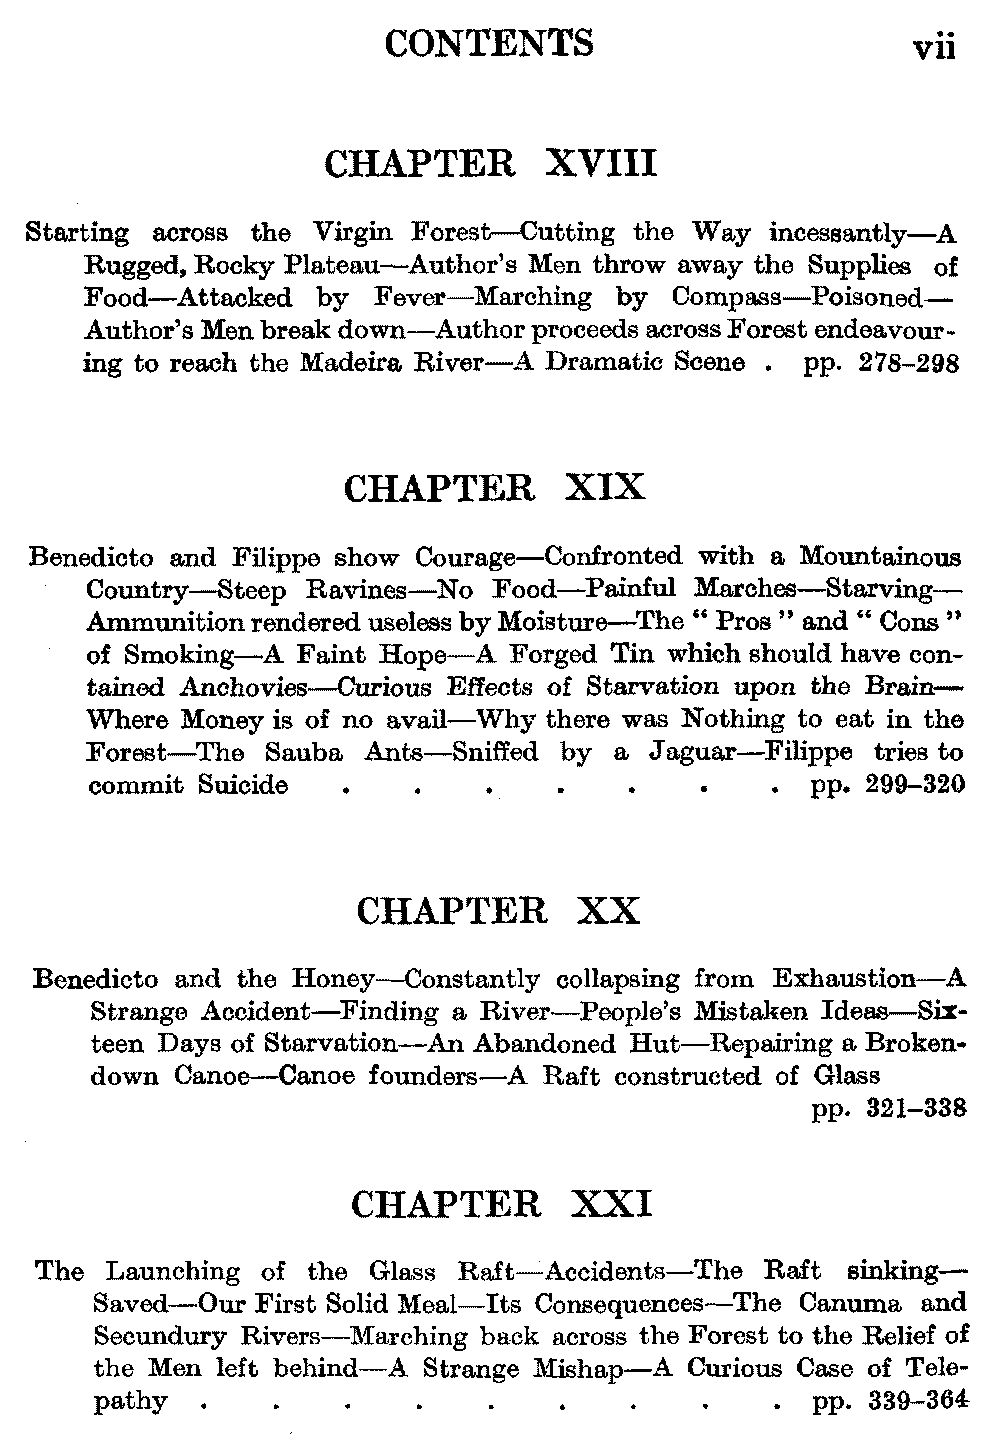 CONTENTS vii
CHAPTER XVIII
Starting across the Virgin Forest—Cutting the Way incessantly—A
Rugged, Rocky Plateau—Author's Men throw away the Supplies of
Food—Attacked by Fever—Marching by Compass—Poisoned—
Author's Men break down—Author proceeds across Forest endeavour-
ing to reach the Madeira River—A Dramatic Scene . pp. 278–298
CHAPTER XIX
Benedicto and Filippe show Courage—Confronted with a Mountainous
Country—Steep Ravines—No Food—Painful Marches—Starving—
Ammunition rendered useless by Moisture—The “ Pros ” and “ Cons ”
of Smoking—A Faint Hope—A Forged Tin which should have con-
tained Anchovies—Curious Effects of Starvation upon the Brain—
Where Money is of no avail—Why there was Nothing to eat in the
Forest—The Sauba Ants—Sniffed by a Jaguar—Filippe tries to
commit Suicide . . . . . . . pp. 299–320
CHAPTER XX
Benedicto and the Honey—Constantly collapsing from Exhaustion—A
Strange Accident—Finding a River—People's Mistaken Ideas—Six-
teen Days of Starvation—An Abandoned Hut—Repairing a Broken-
down Canoe—Canoe founders—A Raft constructed of Glass
pp. 321–338
CHAPTER XXI
The Launching of the Glass Raft—Accidents—The Raft sinking—
Saved—Our First Solid Meal—Its Consequences—The Canuma and
Secundury Rivers—Marching back across the Forest to the Relief of
the Men left behind—A Strange Mishap—A Curious Case of Tele-
pathy . . . . . . . . . pp. 339–364